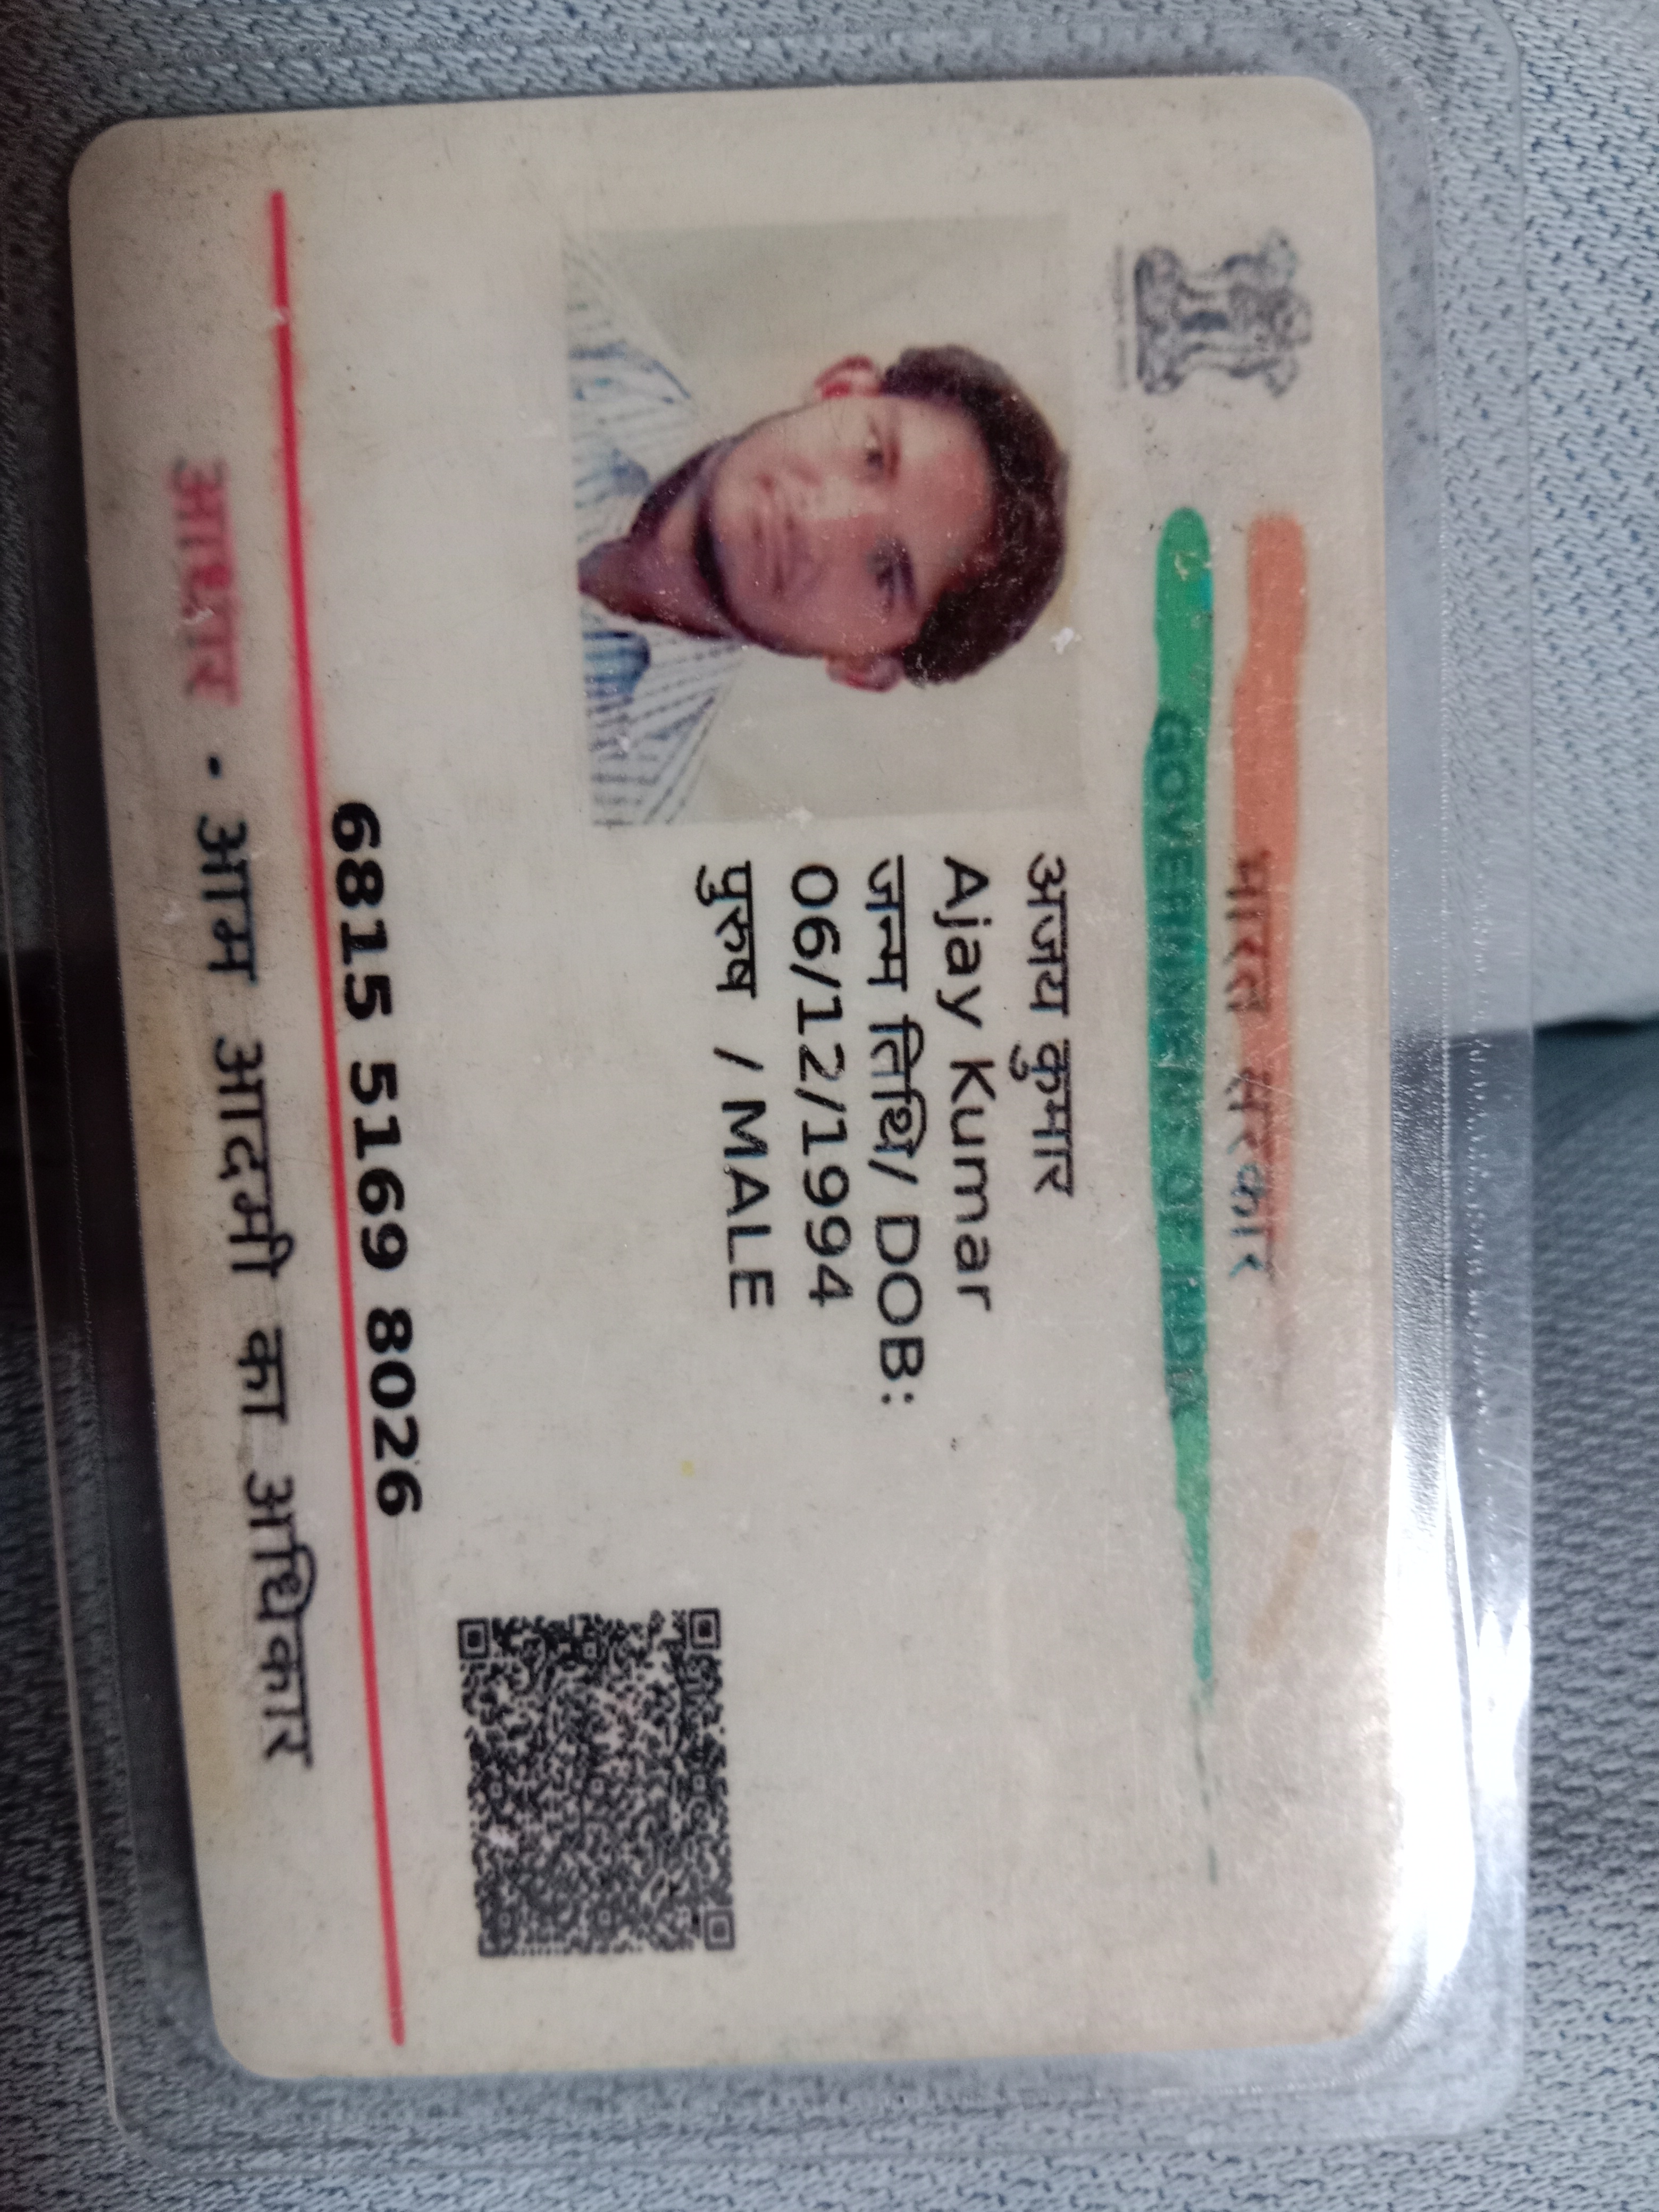 भारत सरकार
GOVERNMENT OF INDIA
अजय कुमार
Ajay Kumar
जन्म तिथि/ DOB:
06/12/1994
पुरुष / MALE
6815 5169 8026
आधार - आम आदमी का अधिकार